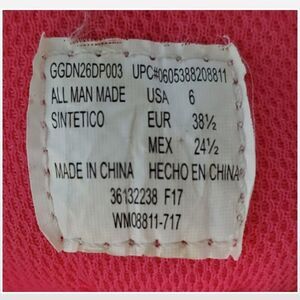 GGDN26DP003 UPC#0605388208811
ALL MAN MADE USA 6
SINTETICO EUR 38½
MEX 24½
MADE IN CHINA HECHO EN CHINA
36132238 F17
WM08811-717